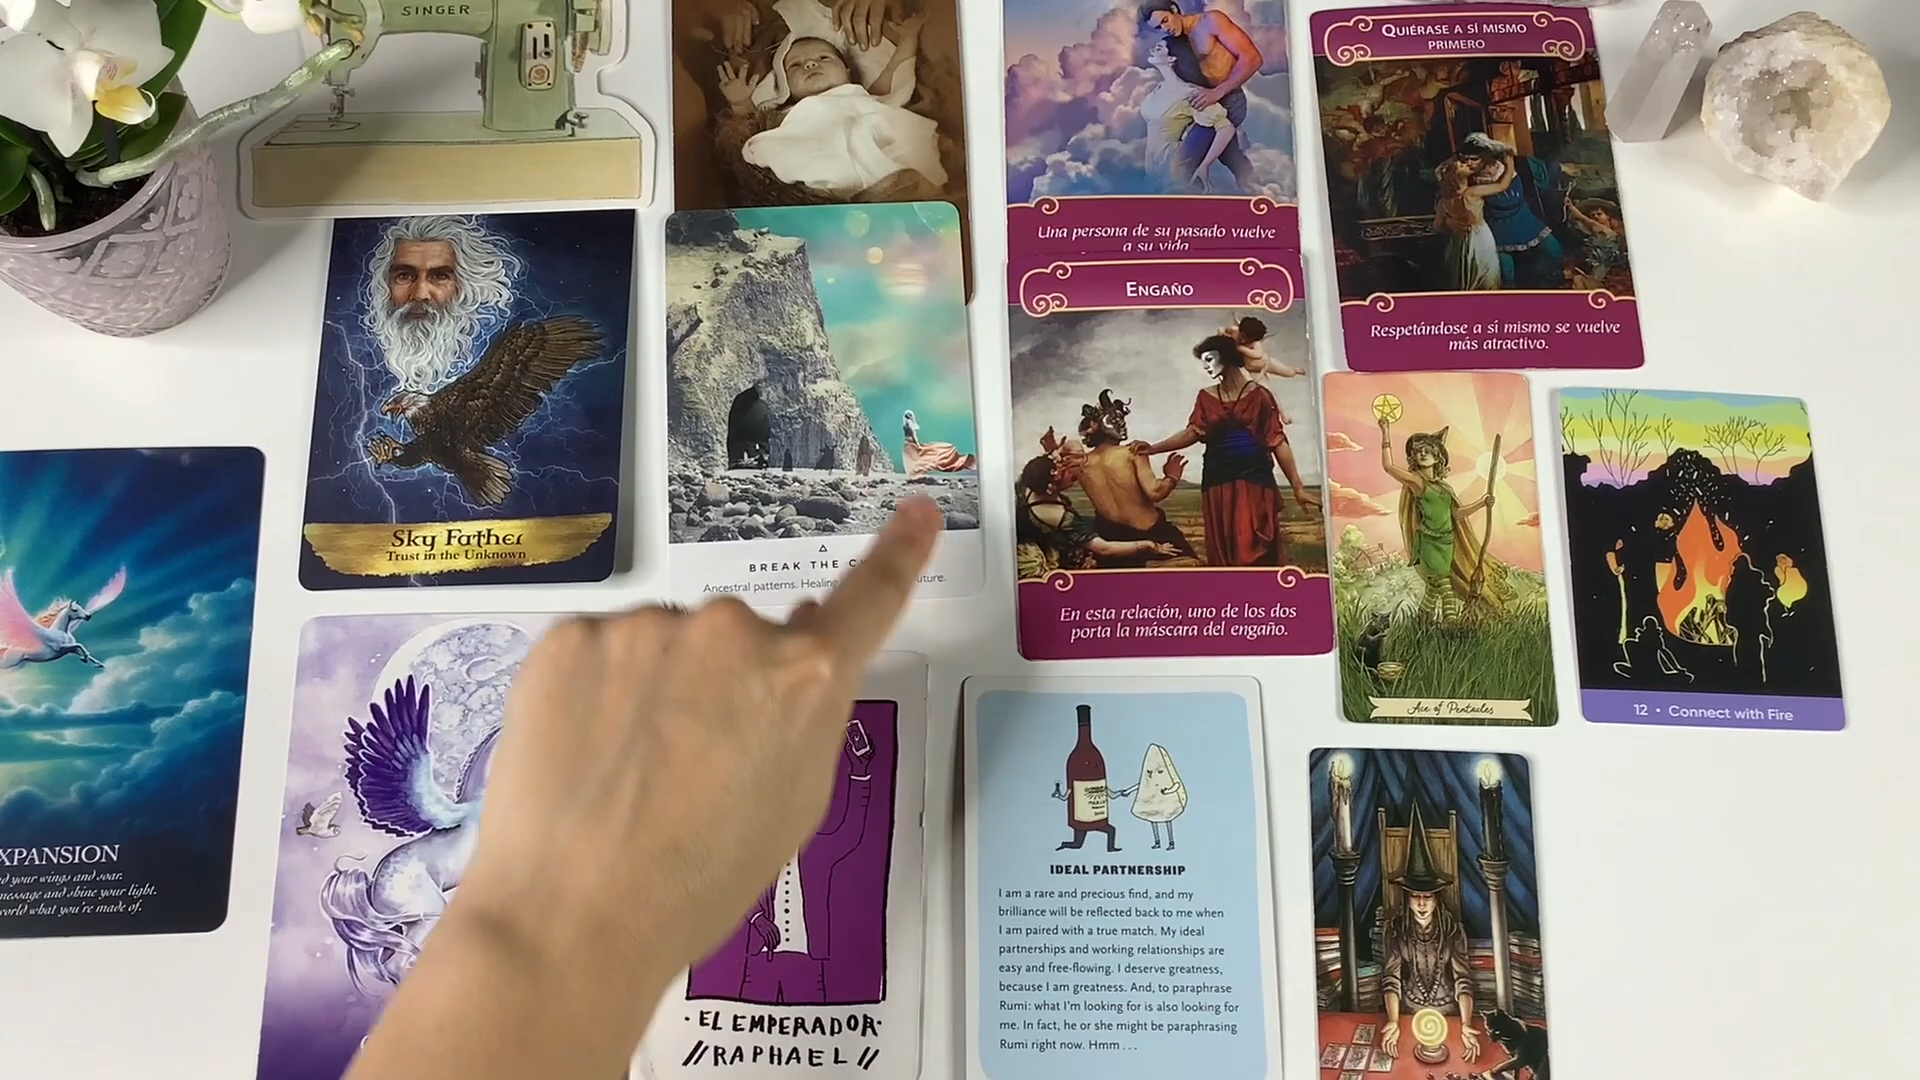 SINGER
QUIÉRASE A SÍ MISMO
PRIMERO
Una persona de su pasado vuelve
a su vida
Respetándose a sí mismo se vuelve
más atractivo.
ENGAÑO
En esta relación, uno de los dos
porta la máscara del engaño.
Sky Father
Trust in the Unknown
BREAK THE
Ancestral patterns. Healing
Ace of Pentacles
12 • Connect with Fire
XPANSION
d your wings and soar.
message and shine your light.
world what you're made of.
· EL EMPERADOR·
//RAPHAEL//
IDEAL PARTNERSHIP
I am a rare and precious find, and my
brilliance will be reflected back to me when
I am paired with a true match. My ideal
partnerships and working relationships are
easy and free-flowing. I deserve greatness,
because I am greatness. And, to paraphrase
Rumi: what I'm looking for is also looking for
me. In fact, he or she might be paraphrasing
Rumi right now. Hmm ...